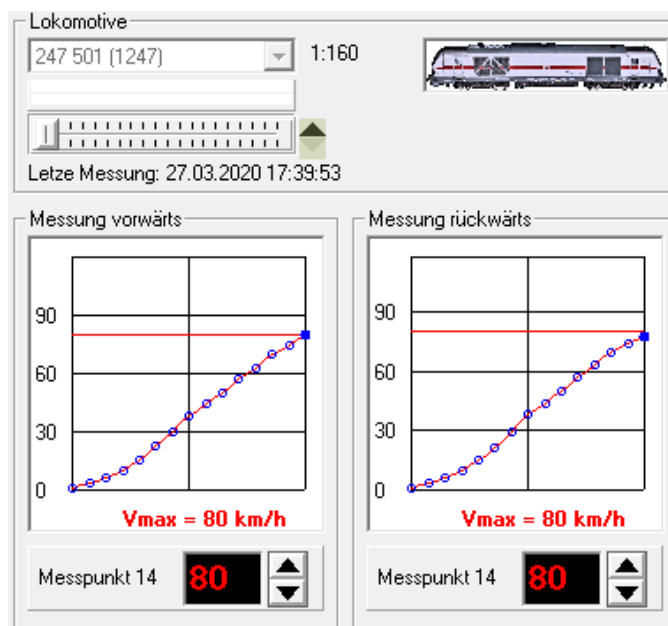 Lokomotive
247 501 (1247)
1:160
Letze Messung: 27.03.2020 17:39:53
Messung vorwärts
90
60
30
0
Vmax = 80 km/h
Messpunkt 14
80
Messung rückwärts
90
60
30
0
Vmax = 80 km/h
Messpunkt 14
80